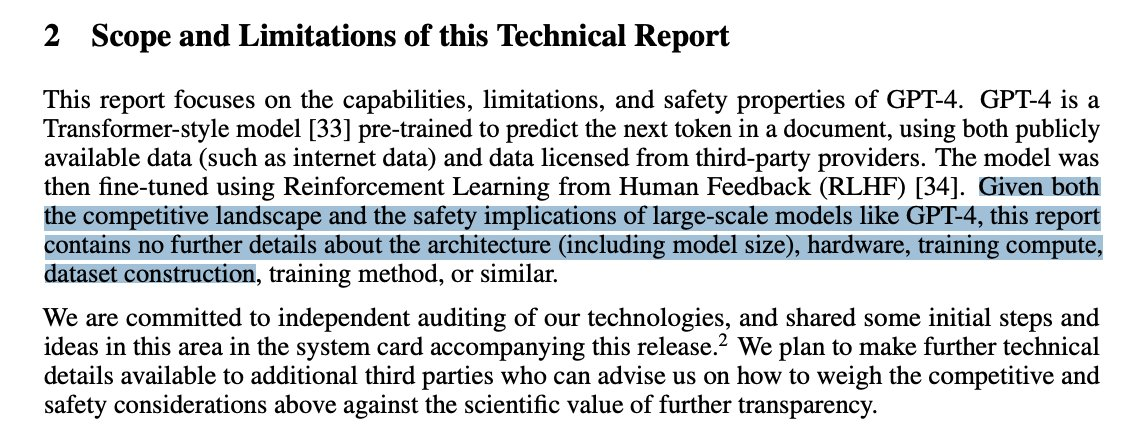 2 Scope and Limitations of this Technical Report
This report focuses on the capabilities, limitations, and safety properties of GPT-4. GPT-4 is a
Transformer-style model [33] pre-trained to predict the next token in a document, using both publicly
available data (such as internet data) and data licensed from third-party providers. The model was
then fine-tuned using Reinforcement Learning from Human Feedback (RLHF) [34]. Given both
the competitive landscape and the safety implications of large-scale models like GPT-4, this report
contains no further details about the architecture (including model size), hardware, training compute,
dataset construction, training method, or similar.
We are committed to independent auditing of our technologies, and shared some initial steps and
ideas in this area in the system card accompanying this release.2 We plan to make further technical
details available to additional third parties who can advise us on how to weigh the competitive and
safety considerations above against the scientific value of further transparency.